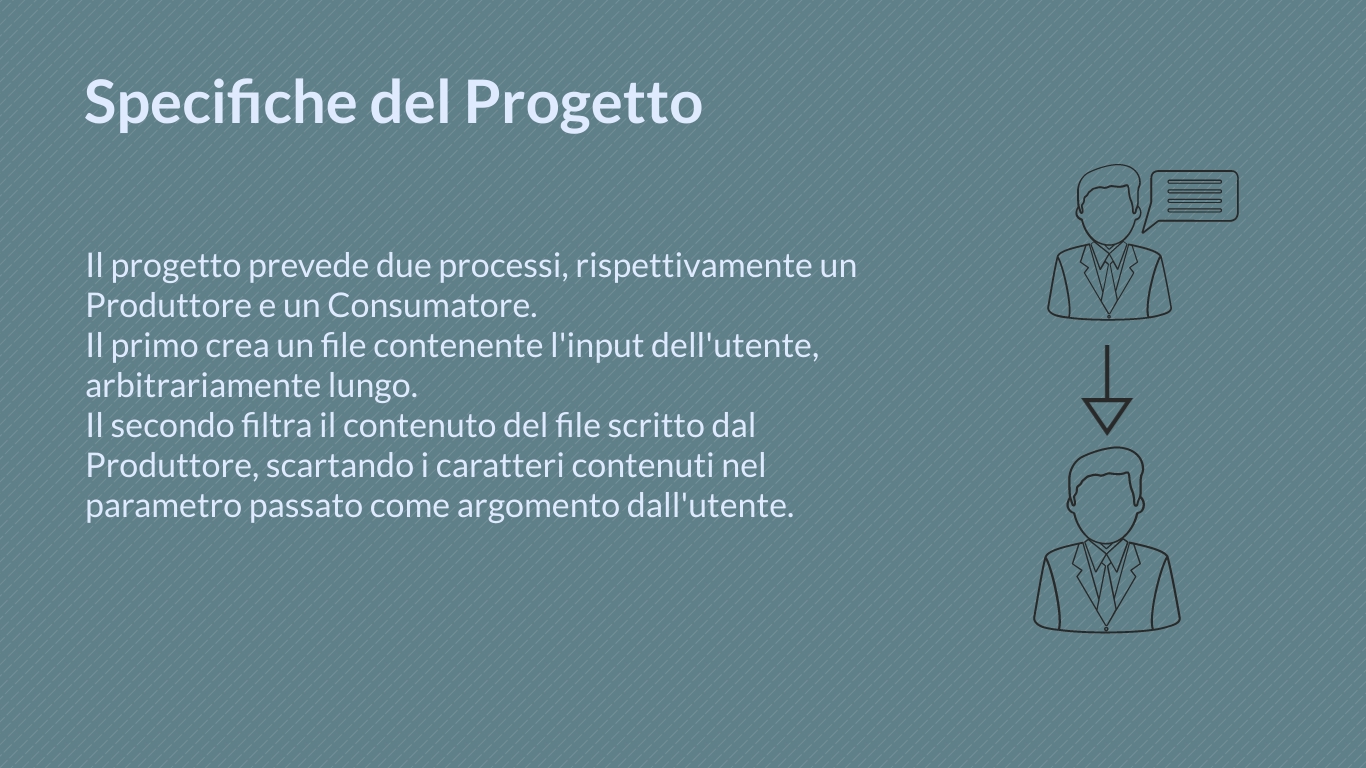 Specifiche del Progetto
Il progetto prevede due processi, rispettivamente un
Produttore e un Consumatore.
Il primo crea un file contenente l'input dell'utente,
arbitrariamente lungo.
Il secondo filtra il contenuto del file scritto dal
Produttore, scartando i caratteri contenuti nel
parametro passato come argomento dall'utente.